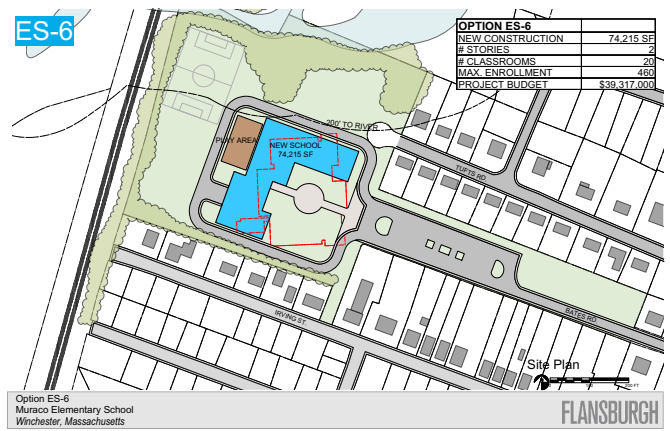 ES-6
OPTION ES-6
NEW CONSTRUCTION 74,215 SF
# STORIES 2
# CLASSROOMS 20
MAX. ENROLLMENT 460
PROJECT BUDGET $39,317,000
200' TO RIVER
PLAY AREA
NEW SCHOOL
74,215 SF
TUFTS RD
BATES RD
IRVING ST.
Site Plan
Option ES-6
Muraco Elementary School
Winchester, Massachusetts
FLANSBURGH